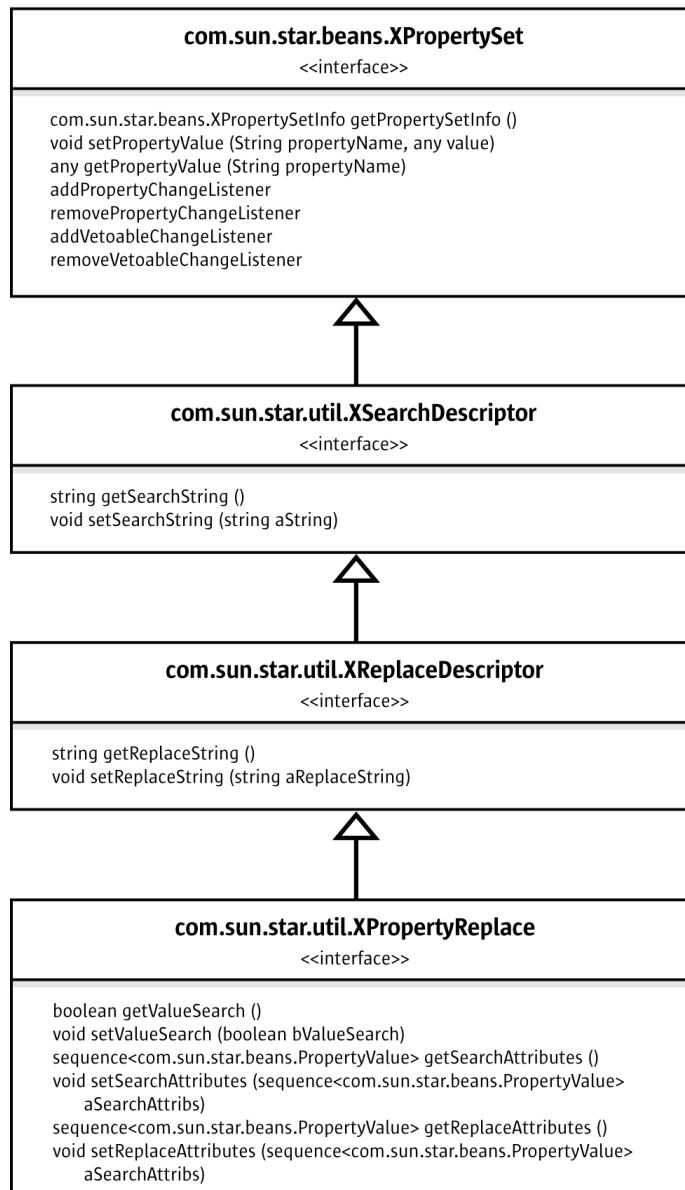 com.sun.star.beans.XPropertySet
<<interface>>
com.sun.star.beans.XPropertySetInfo getPropertySetInfo ()
void setPropertyValue (String propertyName, any value)
any getPropertyValue (String propertyName)
addPropertyChangeListener
removePropertyChangeListener
addVetoableChangeListener
removeVetoableChangeListener
com.sun.star.util.XSearchDescriptor
<<interface>>
string getSearchString ()
void setSearchString (string aString)
com.sun.star.util.XReplaceDescriptor
<<interface>>
string getReplaceString ()
void setReplaceString (string aReplaceString)
com.sun.star.util.XPropertyReplace
<<interface>>
boolean getValueSearch ()
void setValueSearch (boolean bValueSearch)
sequence<com.sun.star.beans.PropertyValue> getSearchAttributes ()
void setSearchAttributes (sequence<com.sun.star.beans.PropertyValue>
aSearchAttribs)
sequence<com.sun.star.beans.PropertyValue> getReplaceAttributes ()
void setReplaceAttributes (sequence<com.sun.star.beans.PropertyValue>
aSearchAttribs)